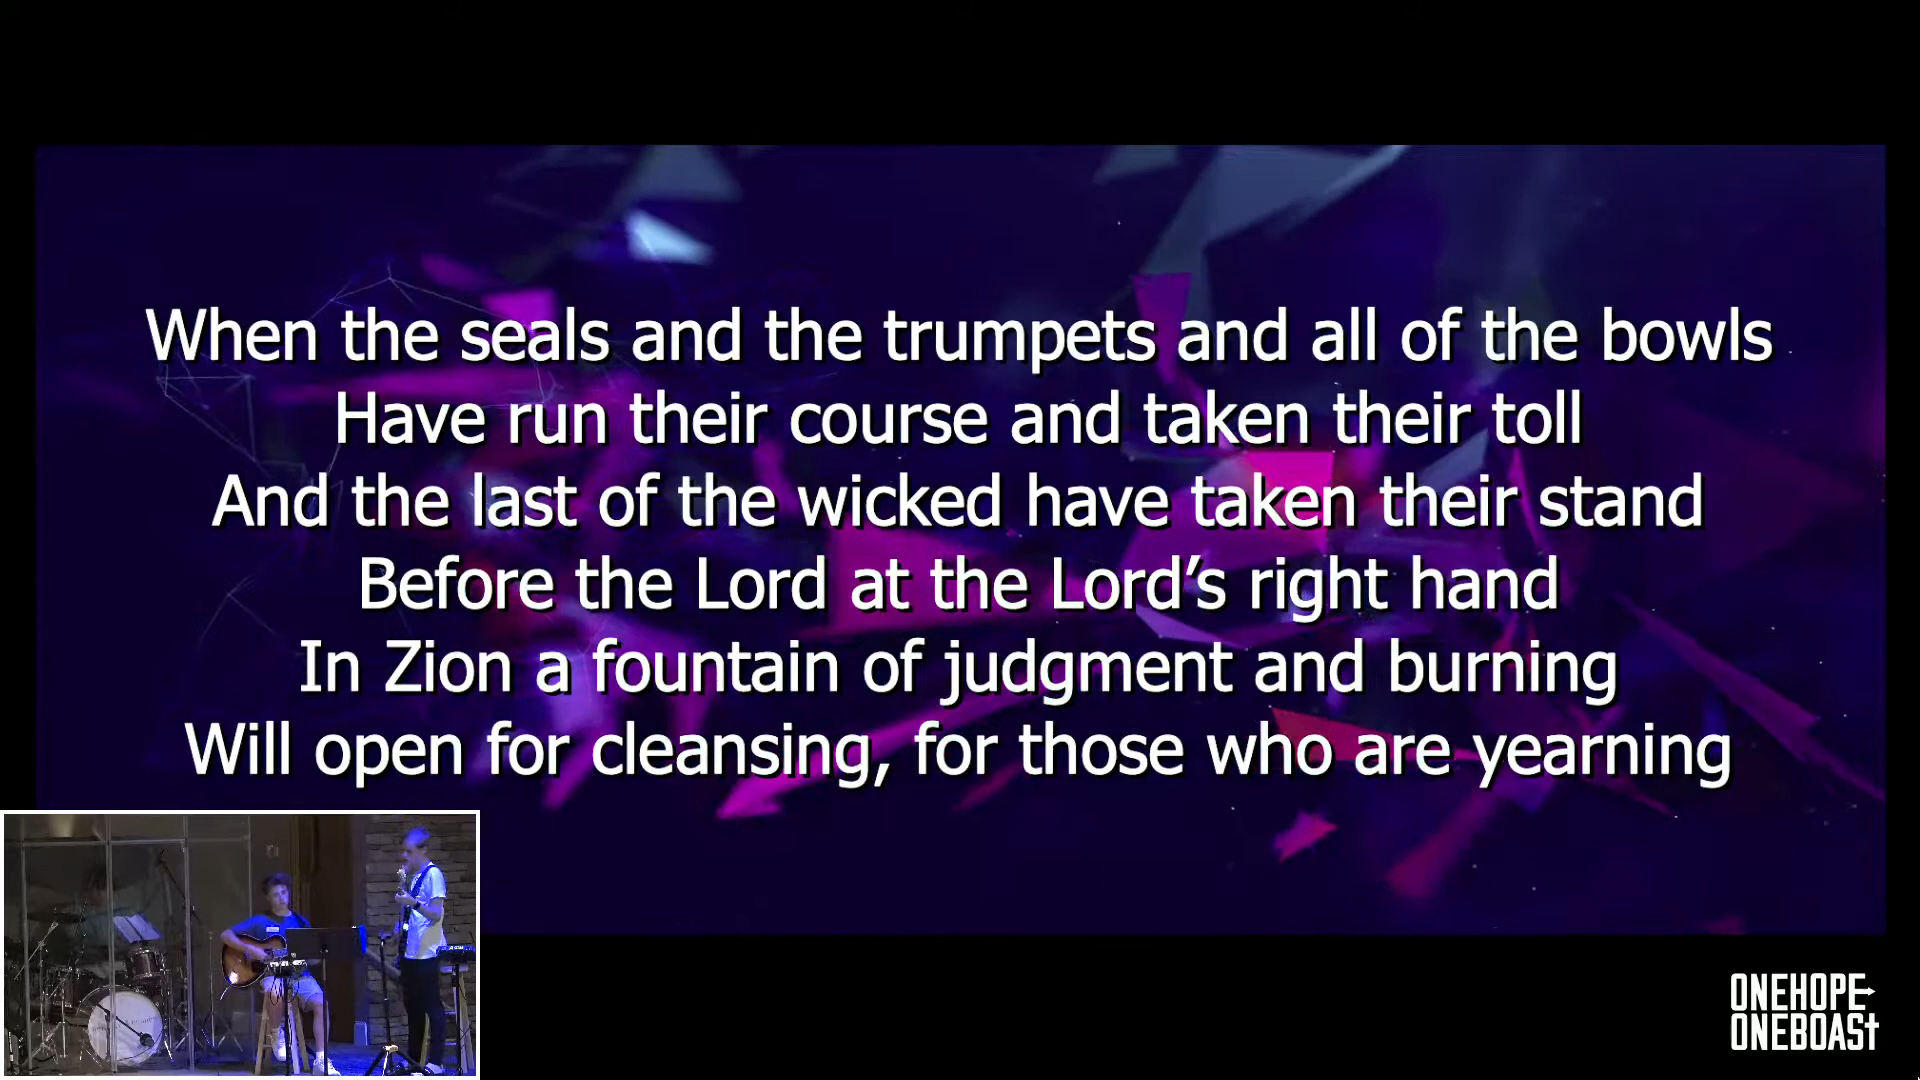 When the seals and the trumpets and all of the bowls
Have run their course and taken their toll
And the last of the wicked have taken their stand
Before the Lord at the Lord’s right hand
In Zion a fountain of judgment and burning
Will open for cleansing, for those who are yearning
ONEHOPE
ONEBOAST